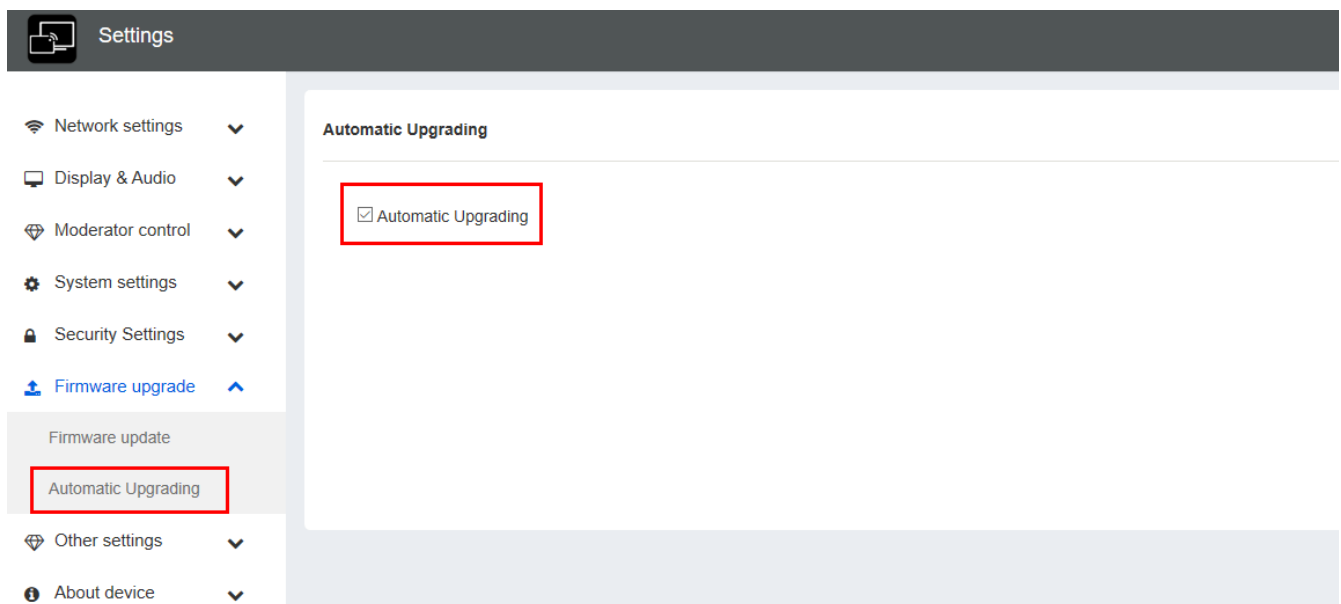 Settings
Network settings
Display & Audio
Moderator control
System settings
Security Settings
Firmware upgrade
Firmware update
Automatic Upgrading
Other settings
About device
Automatic Upgrading
Automatic Upgrading